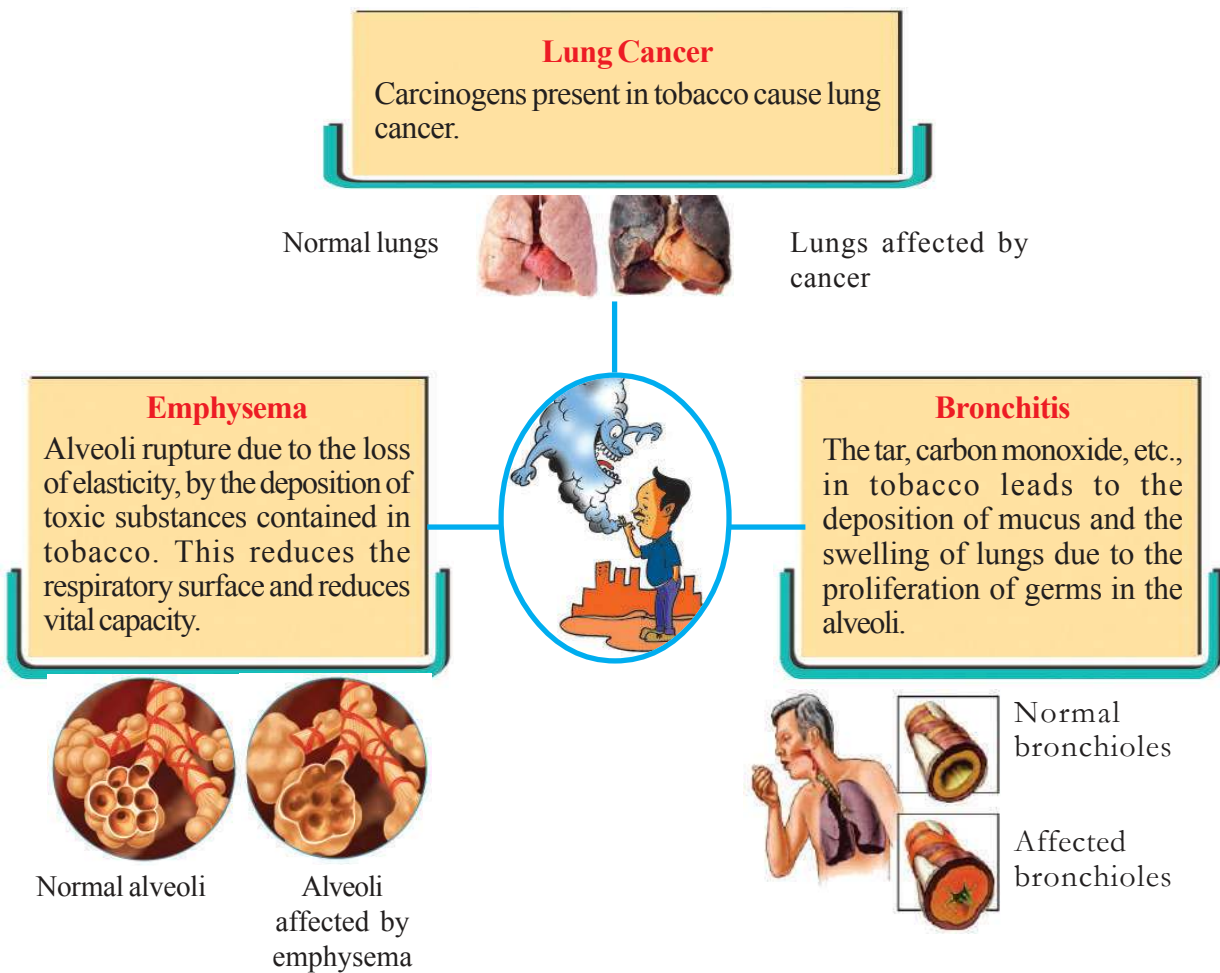 Lung Cancer
Carcinogens present in tobacco cause lung
cancer.
Normal lungs
Lungs affected by
cancer
Emphysema
Alveoli rupture due to the loss
of elasticity, by the deposition of
toxic substances contained in
tobacco. This reduces the
respiratory surface and reduces
vital capacity.
Normal alveoli
Alveoli
affected by
emphysema
Bronchitis
The tar, carbon monoxide, etc.,
in tobacco leads to the
deposition of mucus and the
swelling of lungs due to the
proliferation of germs in the
alveoli.
Normal
bronchioles
Affected
bronchioles